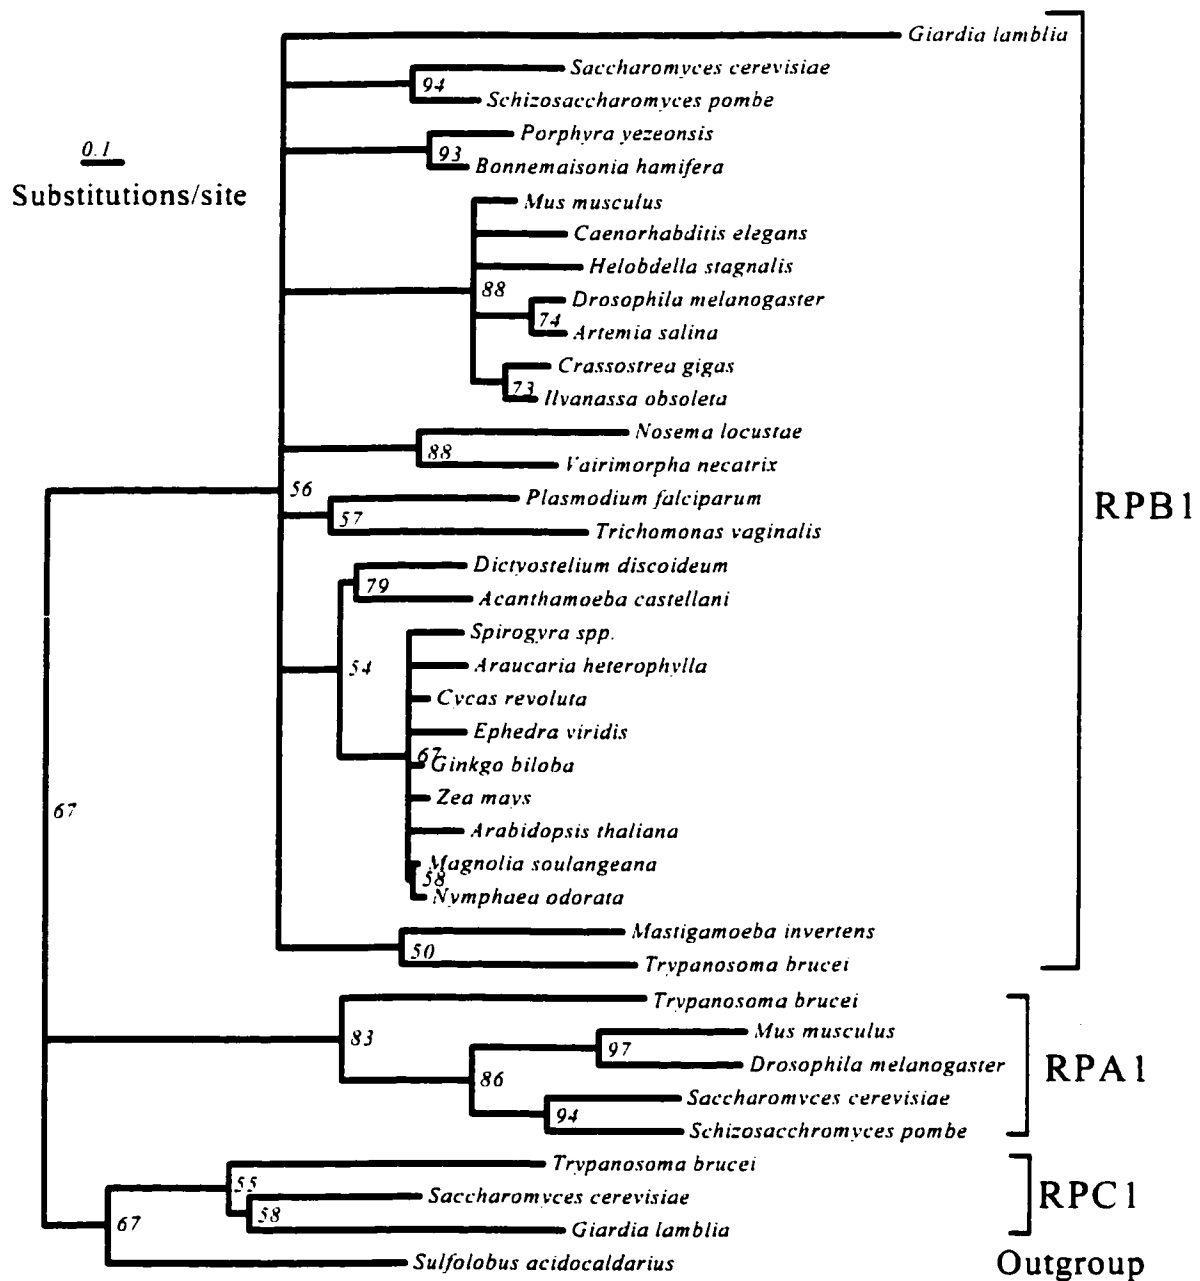 Giardia lamblia
Saccharomyces cerevisiae
94
Schizosaccharomyces pombe
Porphyra yezeonsis
0.1
93
Bonnemaisonia hamifera
Substitutions/site
Mus musculus
Caenorhabditis elegans
Helobdella stagnalis
88
Drosophila melanogaster
74
Artemia salina
Crassostrea gigas
73
Ilvanassa obsoleta
Nosema locustae
88
Vairimorpha necatrix
56
Plasmodium falciparum
RPB1
57
Trichomonas vaginalis
Dictyostelium discoideum
79
Acanthamoeba castellani
Spirogyra spp.
54
Araucaria heterophylla
Cycas revoluta
Ephedra viridis
67
Ginkgo biloba
Zea mays
67
Arabidopsis thaliana
Magnolia soulangeana
58
Nymphaea odorata
Mastigamoeba invertens
50
Trypanosoma brucei
Trypanosoma brucei
Mus musculus
83
97
Drosophila melanogaster
RPA1
86
Saccharomyces cerevisiae
94
Schizosacchromyces pombe
Trypanosoma brucei
55
Saccharomyces cerevisiae
RPC1
58
67
Giardia lamblia
Sulfolobus acidocaldarius
Outgroup